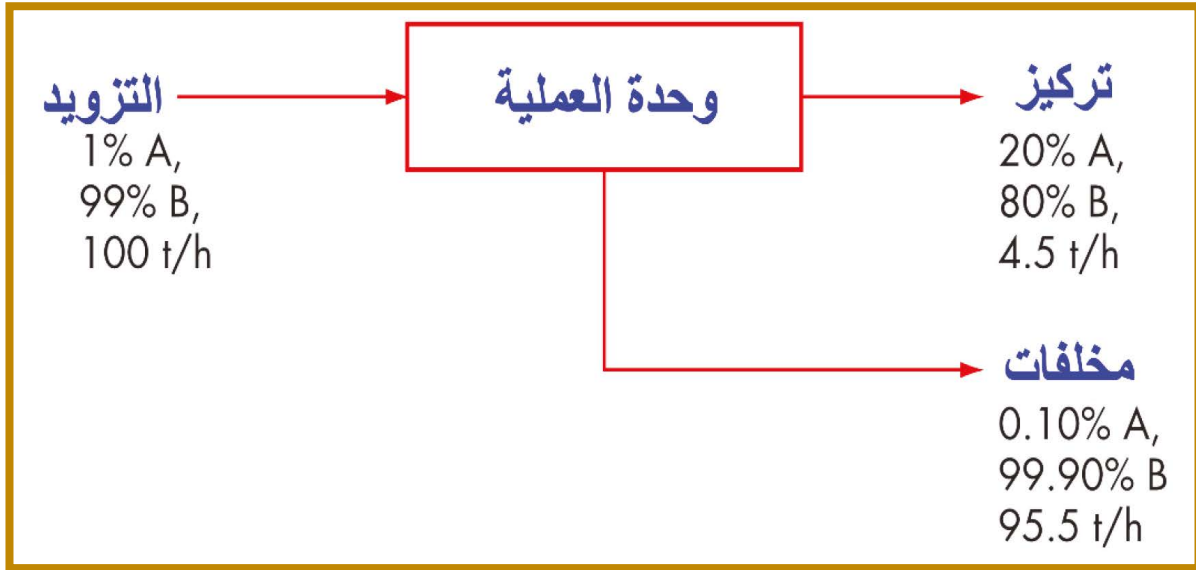 التزويد
1% A,
99% B,
100 t/h
وحدة العملية
تركيز
20% A,
80% B,
4.5 t/h
مخلفات
0.10% A,
99.90% B
95.5 t/h